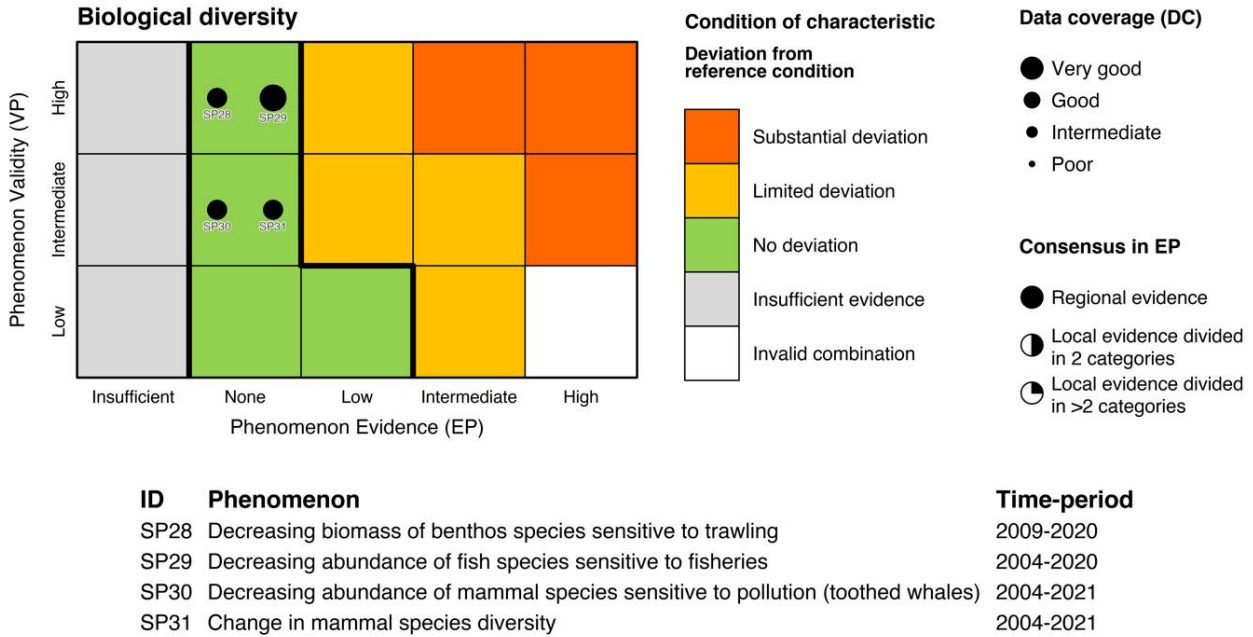 Biological diversity
Phenomenon Validity (VP)
High
Intermediate
Low
SP28
SP29
SP30
SP31
Insufficient
None
Low
Intermediate
High
Phenomenon Evidence (EP)
Condition of characteristic
Deviation from
reference condition
Substantial deviation
Limited deviation
No deviation
Insufficient evidence
Invalid combination
Data coverage (DC)
Very good
Good
Intermediate
Poor
Consensus in EP
Regional evidence
Local evidence divided
in 2 categories
Local evidence divided
in >2 categories
ID Phenomenon Time-period
SP28 Decreasing biomass of benthos species sensitive to trawling 2009-2020
SP29 Decreasing abundance of fish species sensitive to fisheries 2004-2020
SP30 Decreasing abundance of mammal species sensitive to pollution (toothed whales) 2004-2021
SP31 Change in mammal species diversity 2004-2021